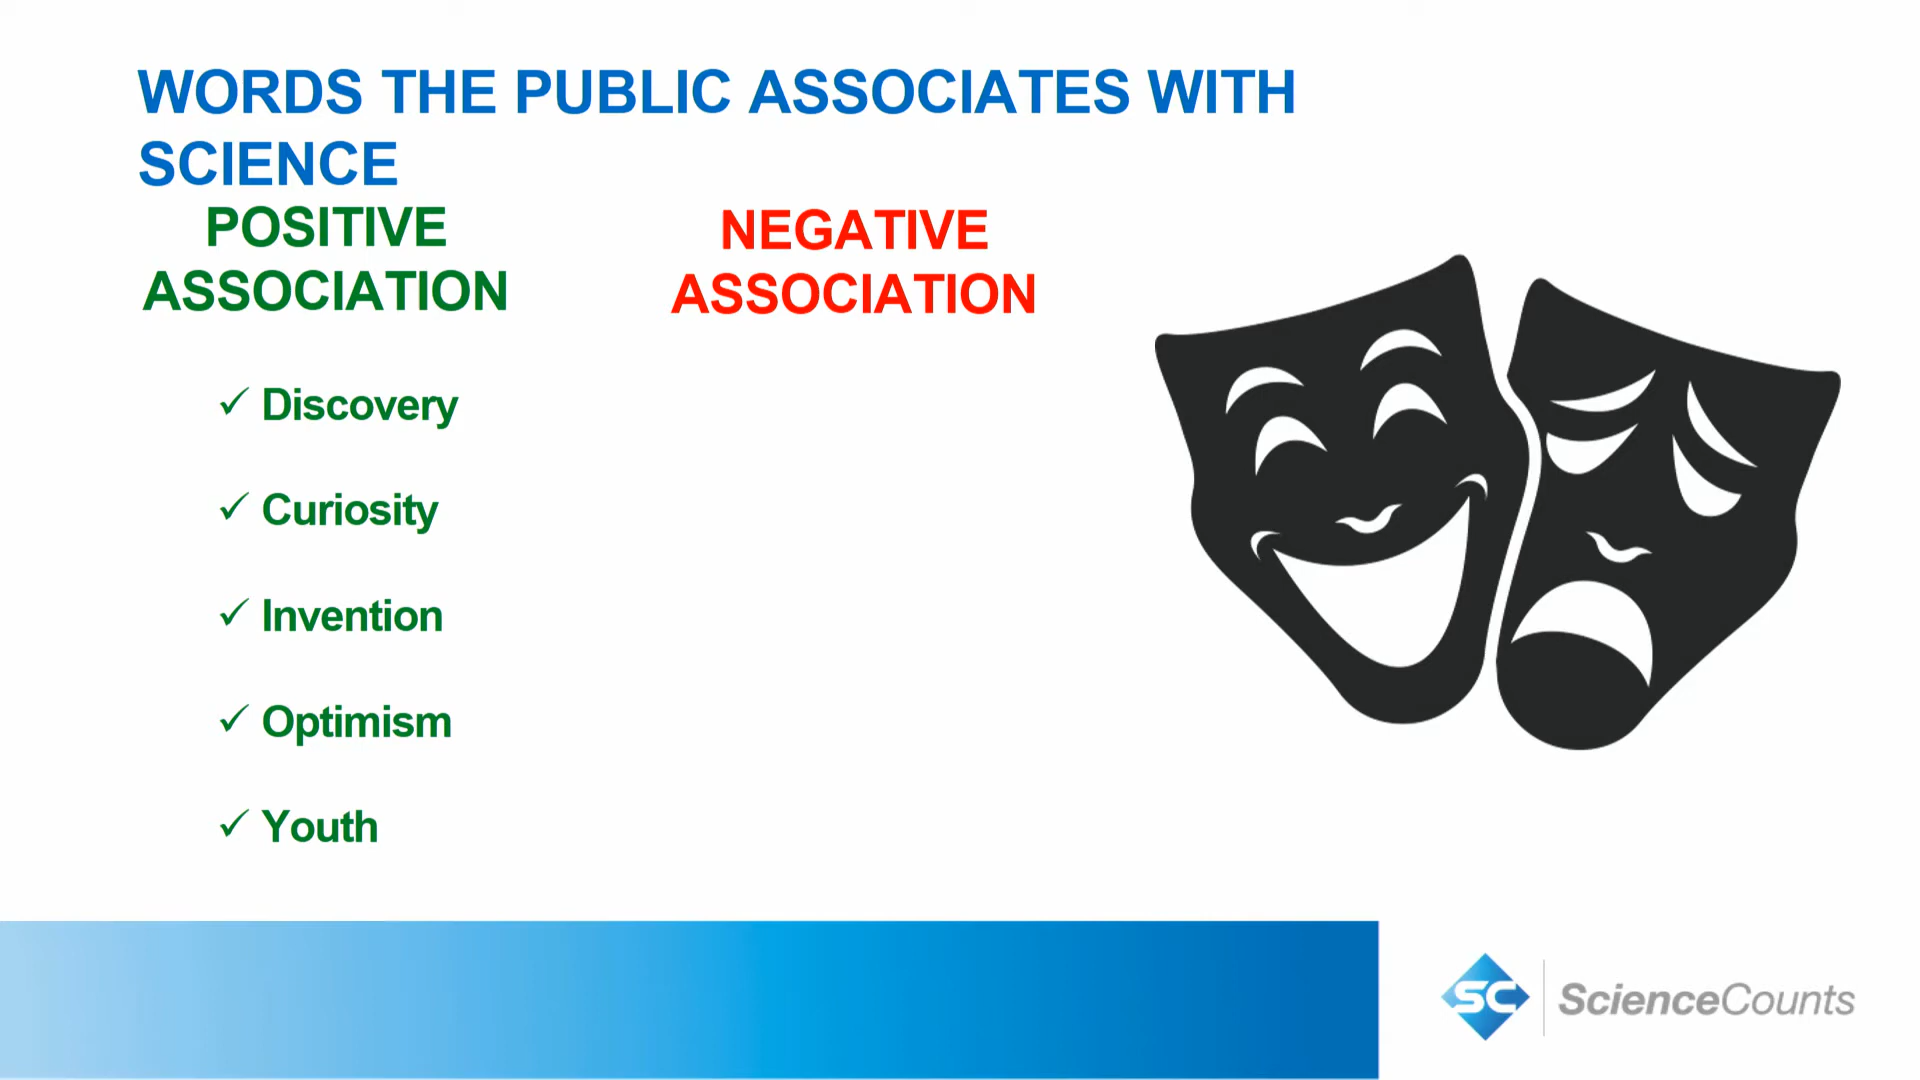 WORDS THE PUBLIC ASSOCIATES WITH
SCIENCE
POSITIVE
ASSOCIATION
✓ Discovery
✓ Curiosity
✓ Invention
✓ Optimism
✓ Youth
NEGATIVE
ASSOCIATION
SC
ScienceCounts